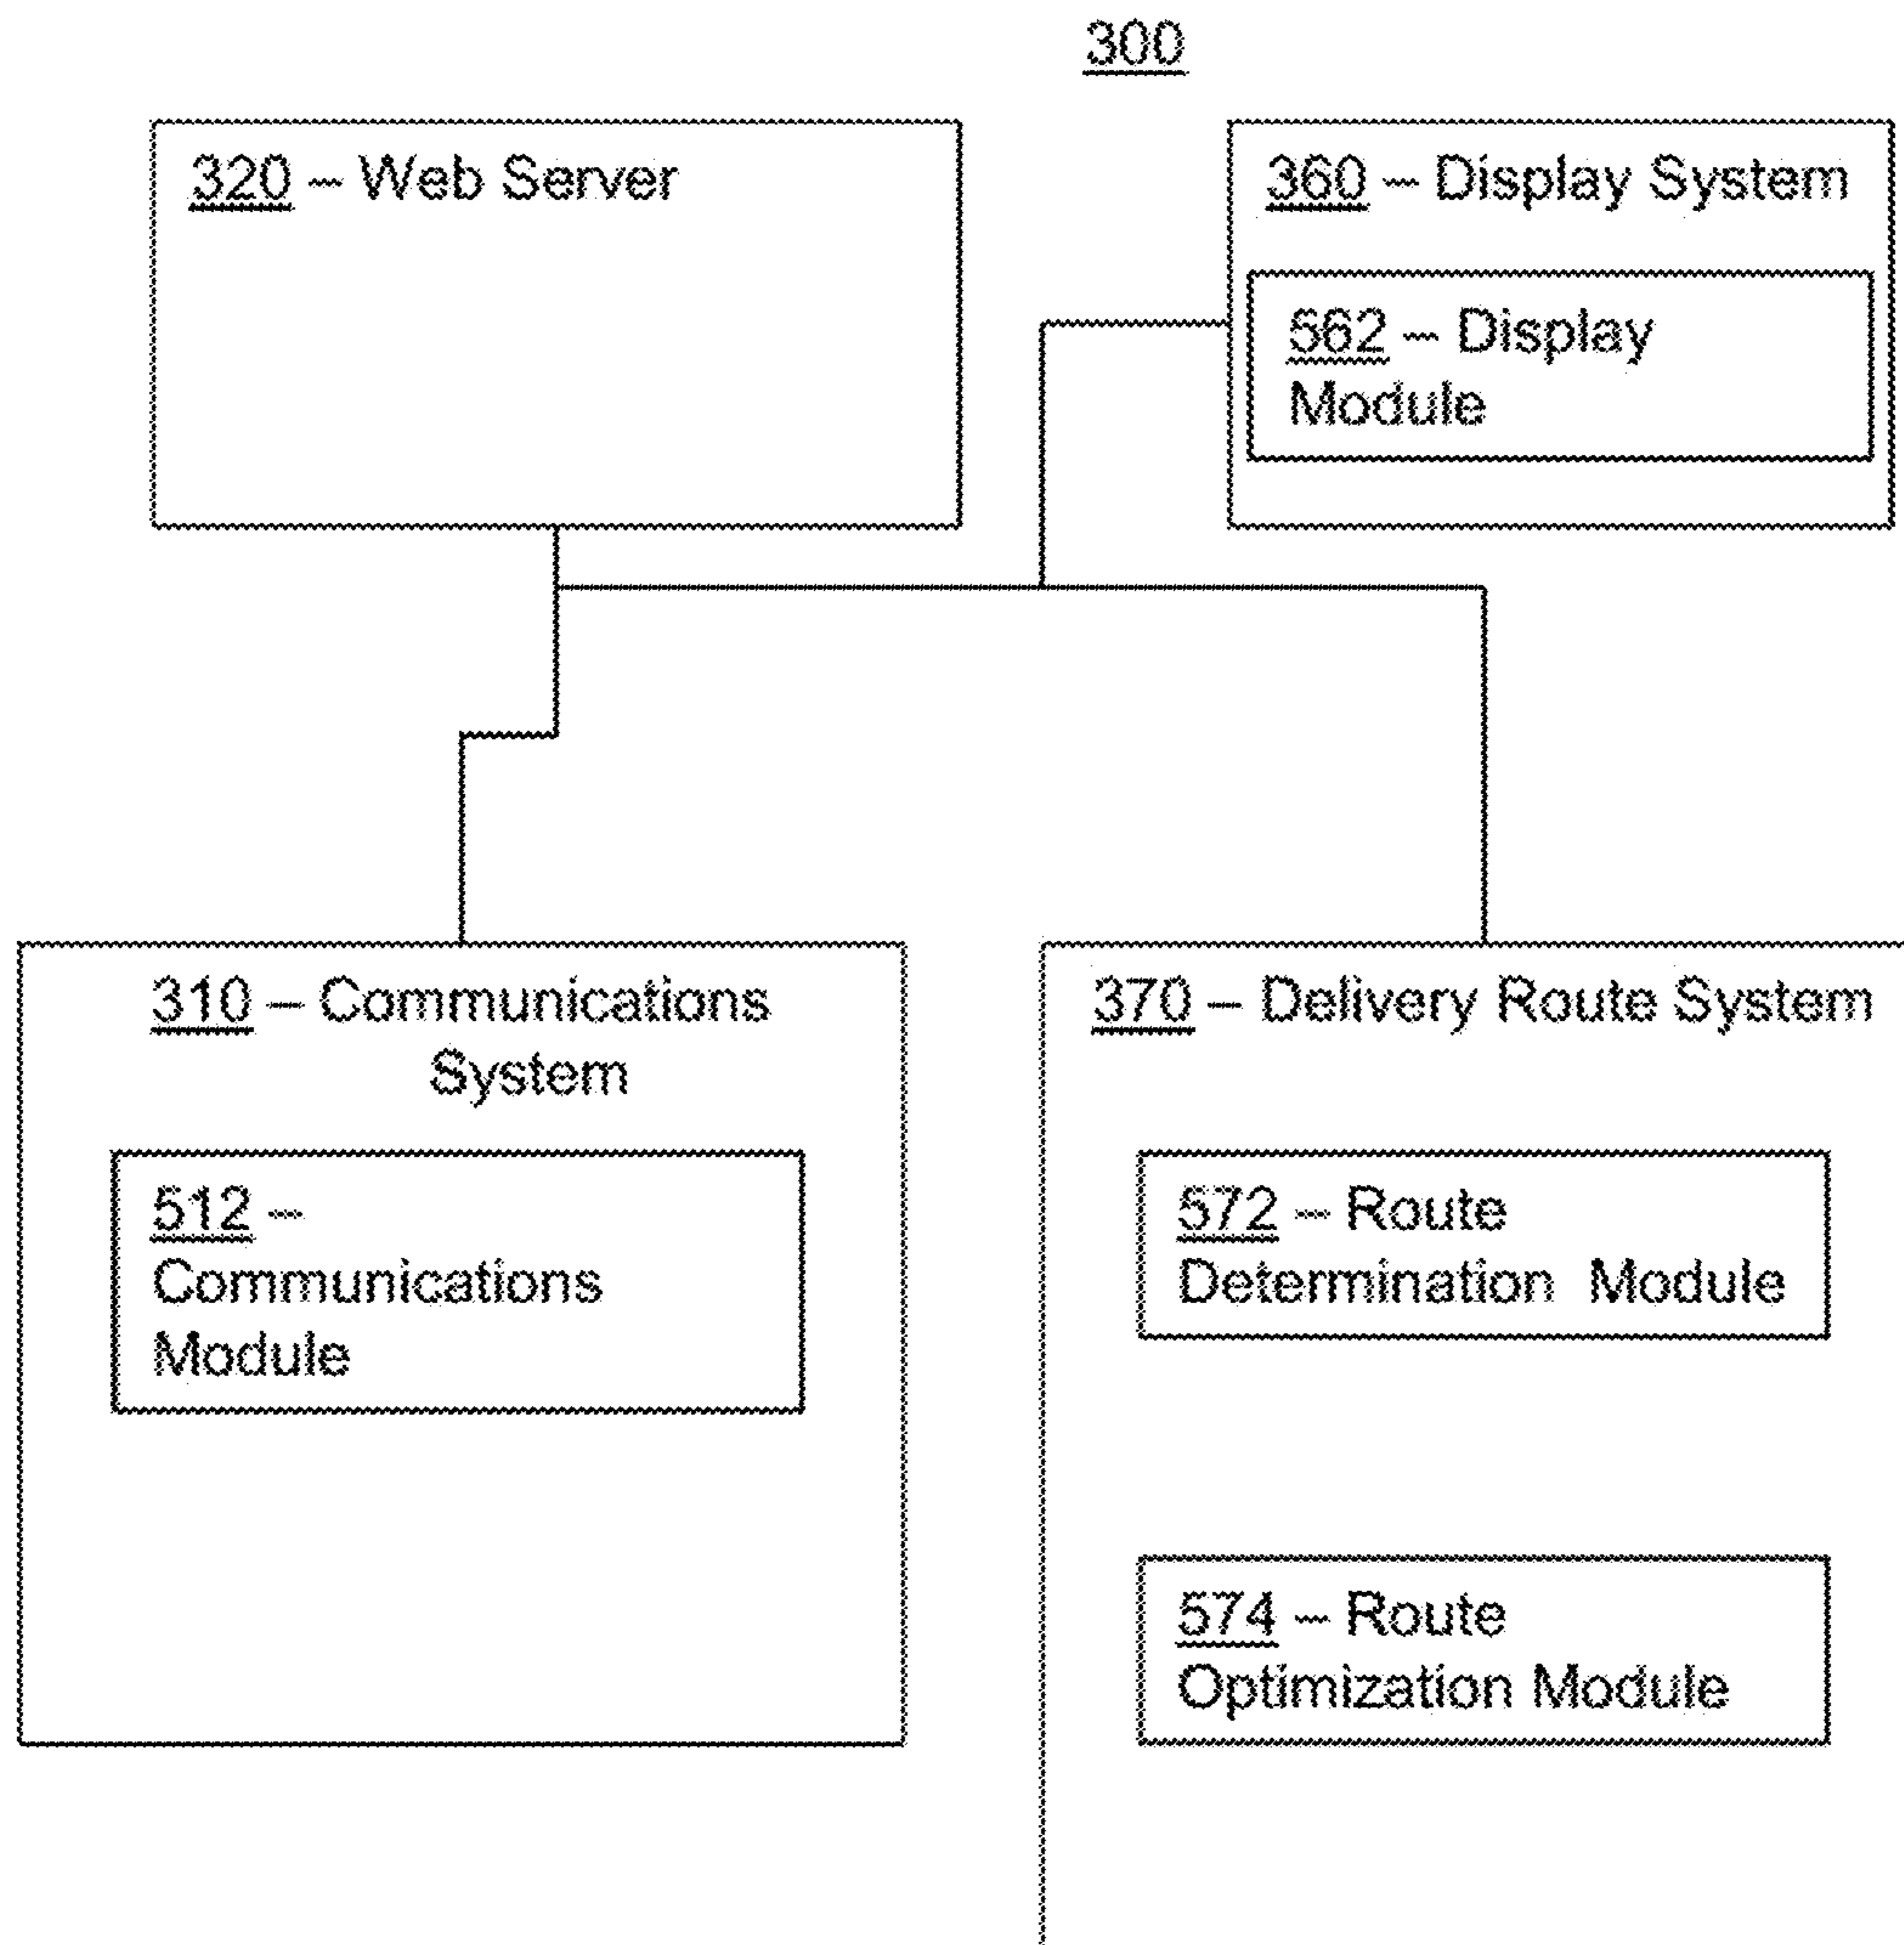 300
320 – Web Server
360 – Display System
562 – Display
Module
310 – Communications
System
512 –
Communications
Module
370 – Delivery Route System
572 – Route
Determination Module
574 – Route
Optimization Module